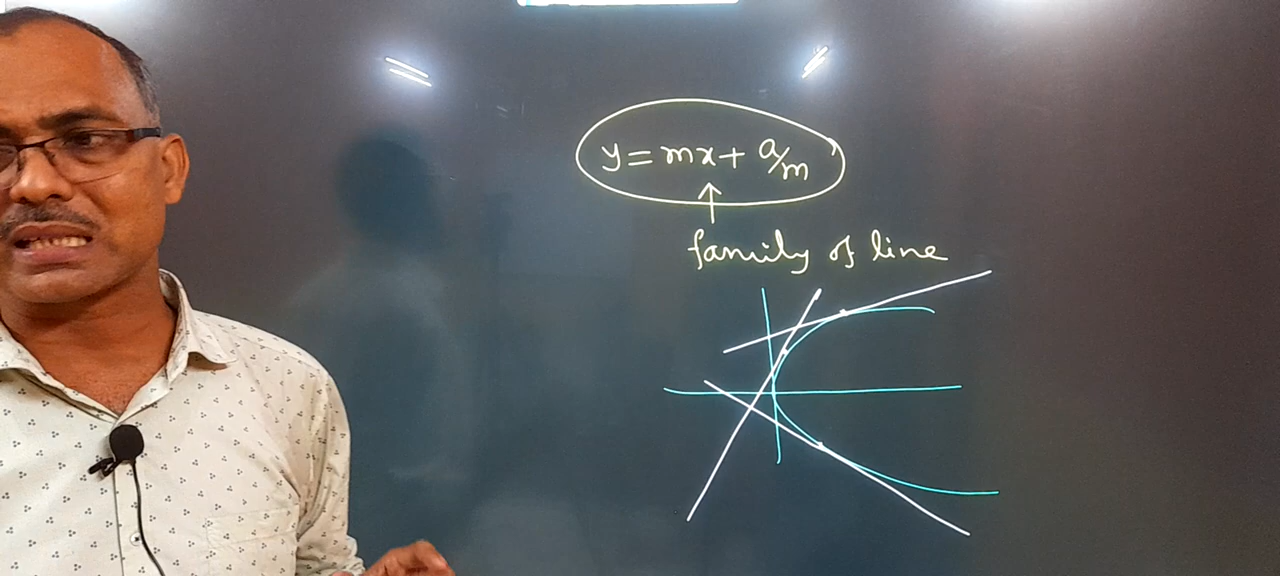 y = mx + a/m
family of line